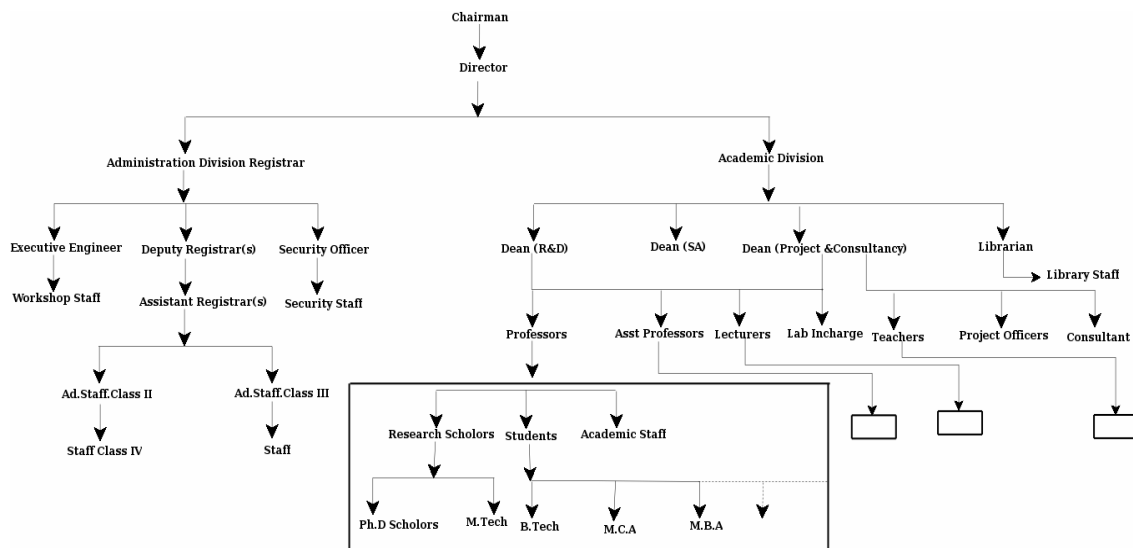 Chairman
Director
Administration Division Registrar
Academic Division
Executive Engineer
Deputy Registrar(s)
Security Officer
Dean (R&D)
Dean (SA)
Dean (Project &Consultancy)
Librarian
Library Staff
Workshop Staff
Assistant Registrar(s)
Security Staff
Professors
Asst Professors
Lecturers
Lab Incharge
Teachers
Project Officers
Consultant
Ad.Staff.Class II
Ad.Staff.Class III
Staff Class IV
Staff
Research Scholors
Students
Academic Staff
Ph.D Scholors
M.Tech
B.Tech
M.C.A
M.B.A